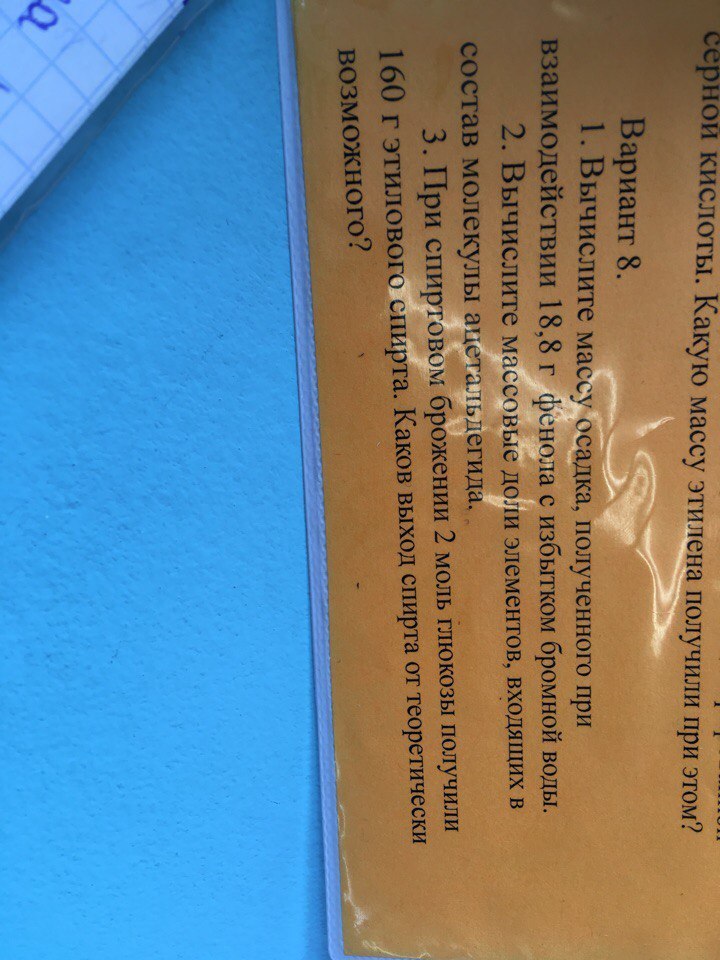 серной кислоты. Какую массу этилена получили при этом?
Вариант 8.
1. Вычислите массу осадка, полученного при
взаимодействии 18,8 г фенола с избытком бромной воды.
2. Вычислите массовые доли элементов, входящих в
состав молекулы ацетальдегида.
3. При спиртовом брожении 2 моль глюкозы получили
160 г этилового спирта. Каков выход спирта от теоретически
возможного?